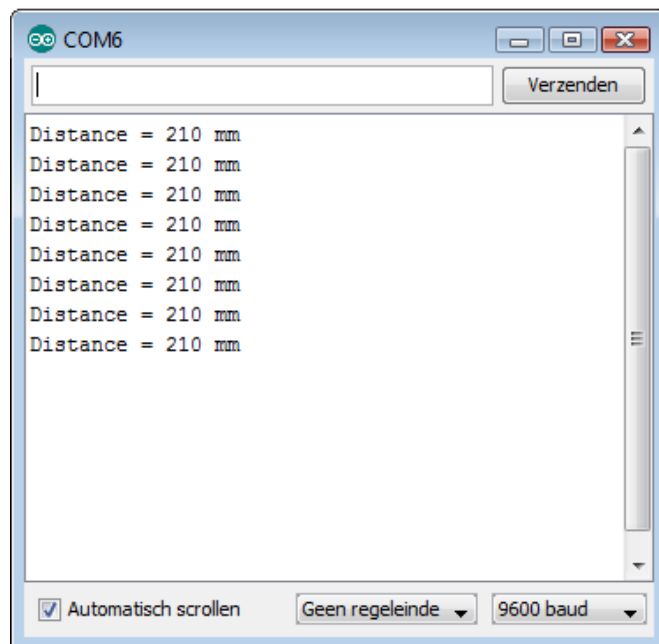 COM6
Verzenden
Distance = 210 mm
Distance = 210 mm
Distance = 210 mm
Distance = 210 mm
Distance = 210 mm
Distance = 210 mm
Distance = 210 mm
Distance = 210 mm
Automatisch scrollen Geen regeleinde 9600 baud